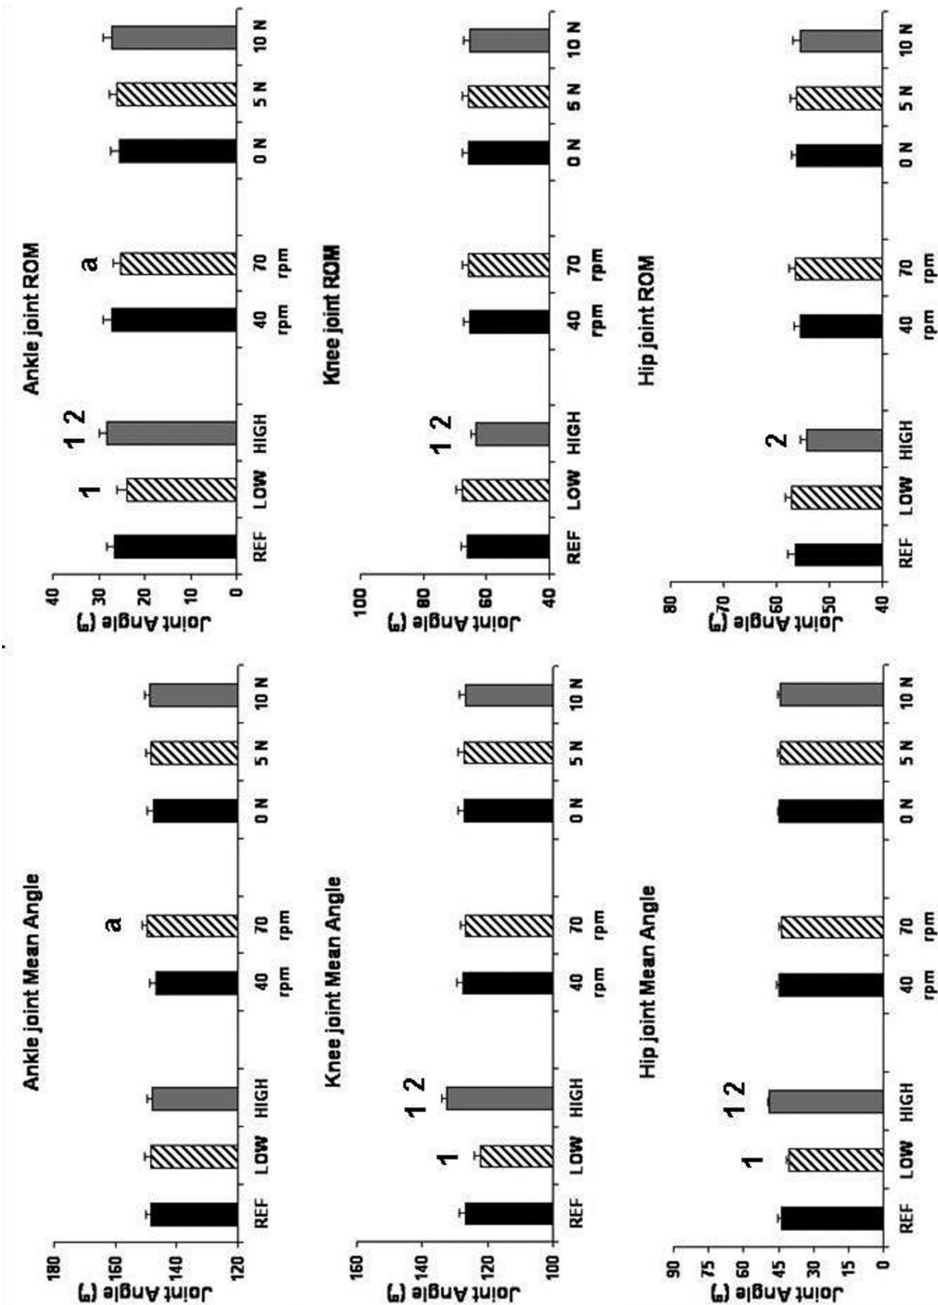 Ankle joint Mean Angle
Joint Angle (º)
180
160
140
120
a
REF LOW HIGH 40 rpm 70 rpm 0 N 5 N 10 N
Ankle joint ROM
Joint Angle (º)
40
30
20
10
0
1 1 2 a
REF LOW HIGH 40 rpm 70 rpm 0 N 5 N 10 N
Knee joint Mean Angle
Joint Angle (º)
160
140
120
100
1 1 2
REF LOW HIGH 40 rpm 70 rpm 0 N 5 N 10 N
Knee joint ROM
Joint Angle (º)
100
80
60
40
1 2
REF LOW HIGH 40 rpm 70 rpm 0 N 5 N 10 N
Hip joint Mean Angle
Joint Angle (º)
90
75
60
45
30
15
0
1 1 2
REF LOW HIGH 40 rpm 70 rpm 0 N 5 N 10 N
Hip joint ROM
Joint Angle (º)
80
70
60
50
40
2
REF LOW HIGH 40 rpm 70 rpm 0 N 5 N 10 N